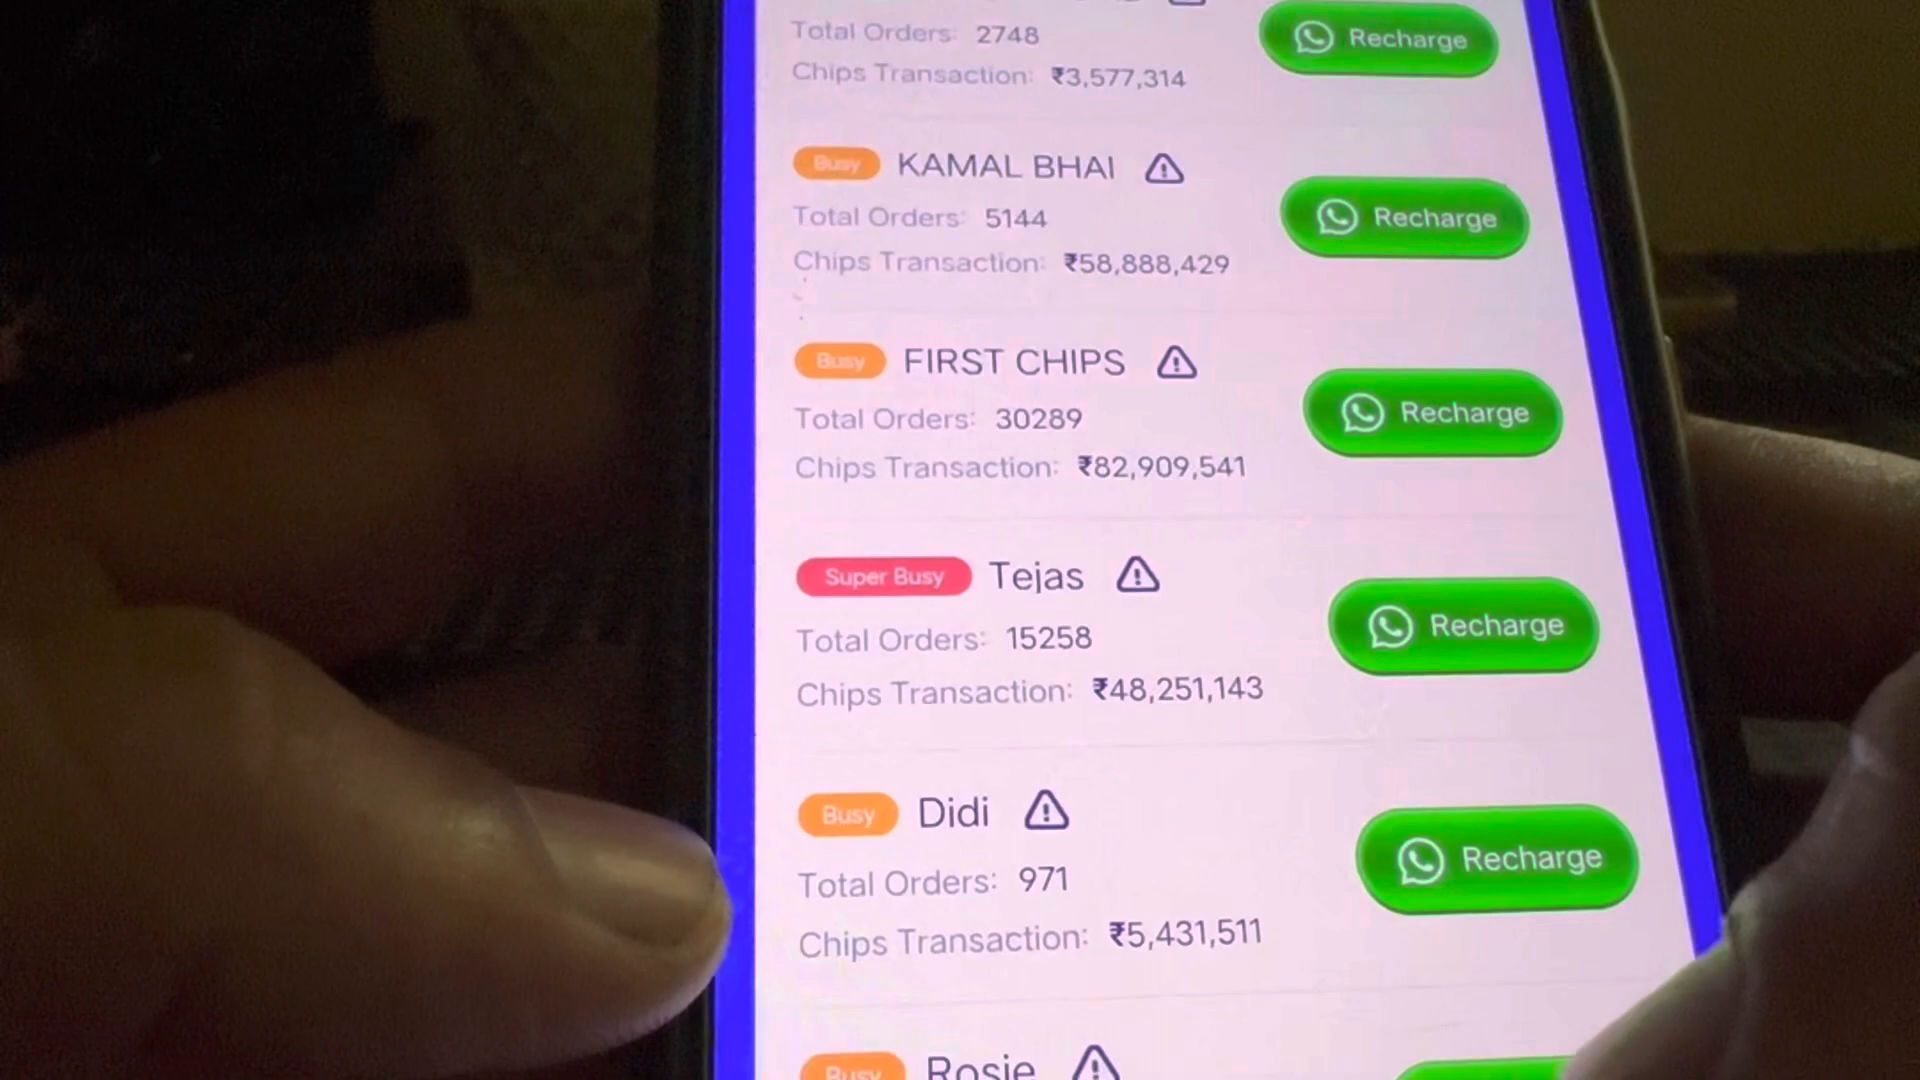 Total Orders: 2748
Recharge
Chips Transaction: ₹3,577,314
Busy KAMAL BHAI
Total Orders: 5144
Recharge
Chips Transaction: ₹58,888,429
Busy FIRST CHIPS
Total Orders: 30289
Recharge
Chips Transaction: ₹82,909,541
Super Busy Tejas
Total Orders: 15258
Recharge
Chips Transaction: ₹48,251,143
Busy Didi
Total Orders: 971
Recharge
Chips Transaction: ₹5,431,511
Busy Rosie